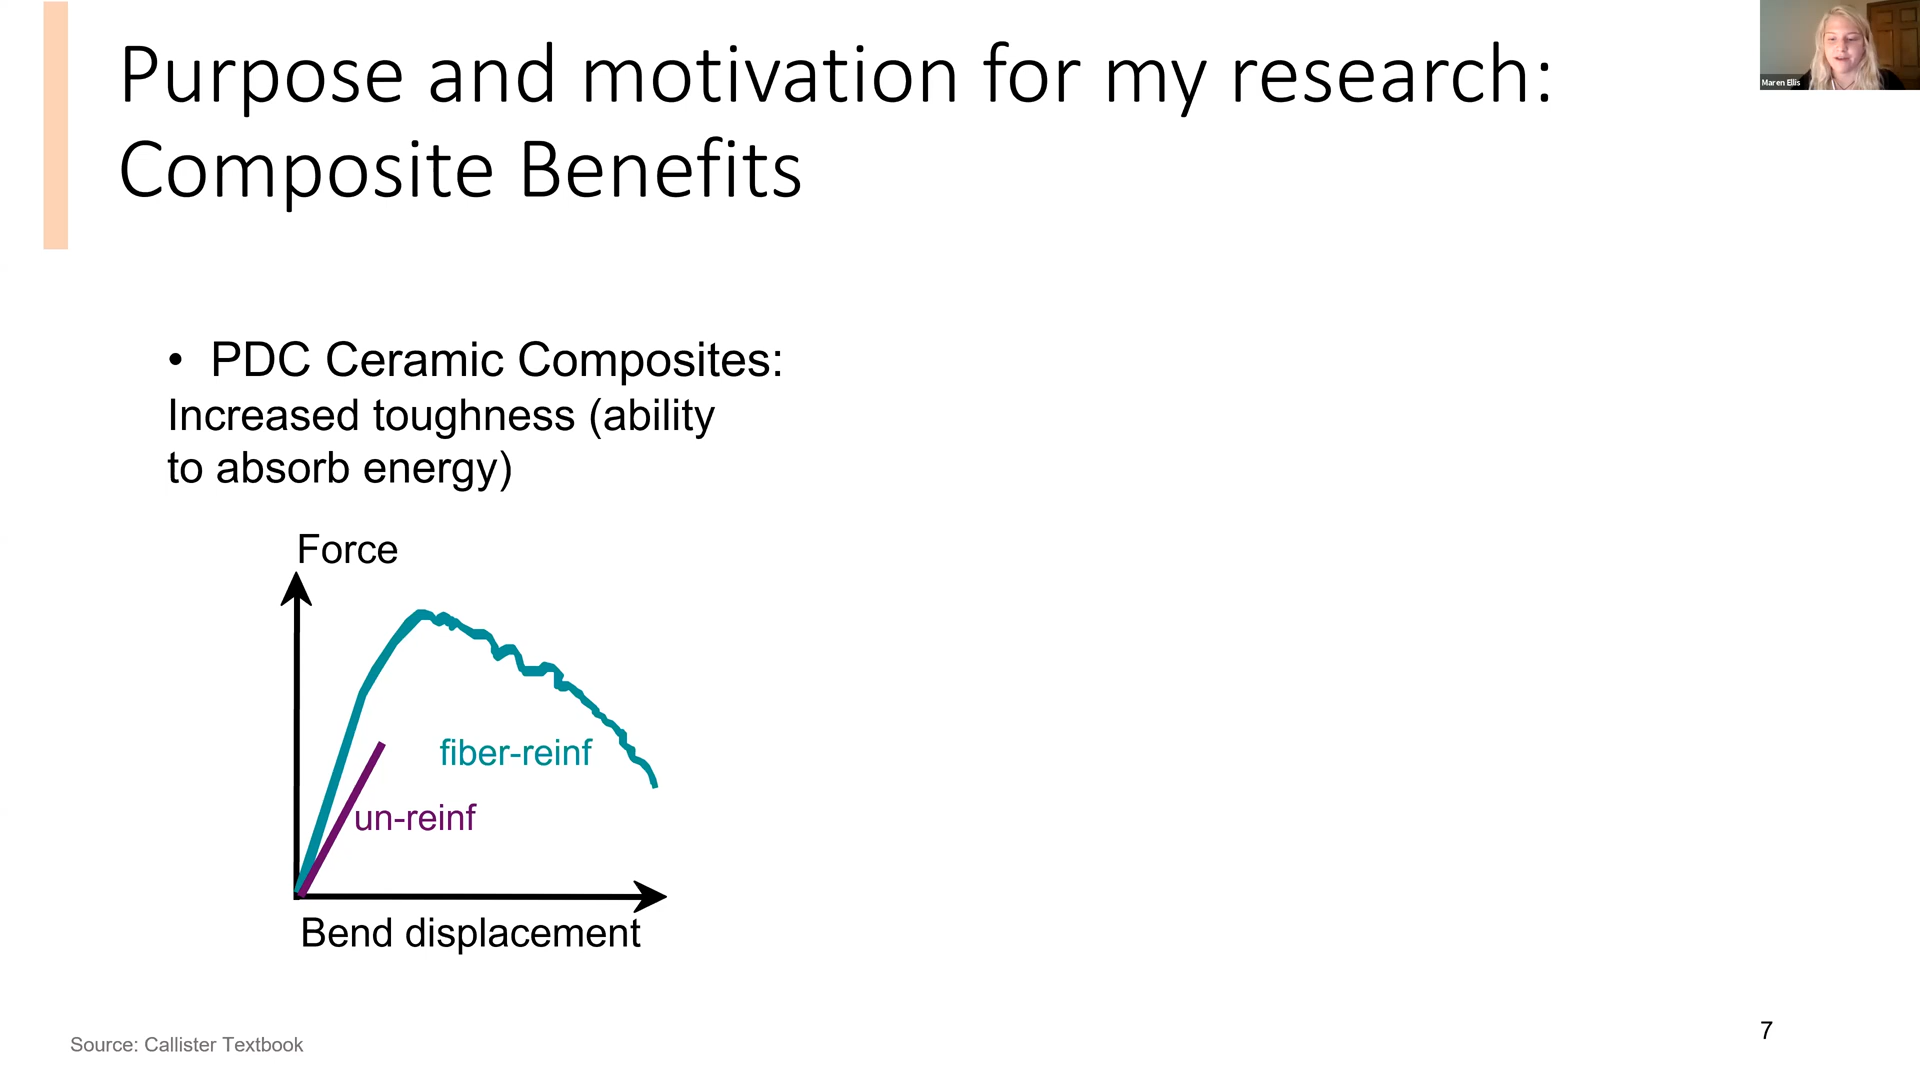 Purpose and motivation for my research:
Composite Benefits
Maren Ellis
• PDC Ceramic Composites:
Increased toughness (ability
to absorb energy)
Force
fiber-reinf
un-reinf
Bend displacement
Source: Callister Textbook
7